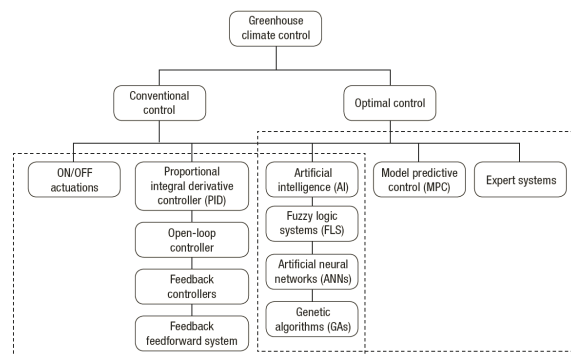 Greenhouse
climate control
Conventional
control
Optimal control
ON/OFF
actuations
Proportional
integral derivative
controller (PID)
Artificial
intelligence (AI)
Model predictive
control (MPC)
Expert systems
Open-loop
controller
Fuzzy logic
systems (FLS)
Feedback
controllers
Artificial neural
networks (ANNs)
Feedback
feedforward system
Genetic
algorithms (GAs)